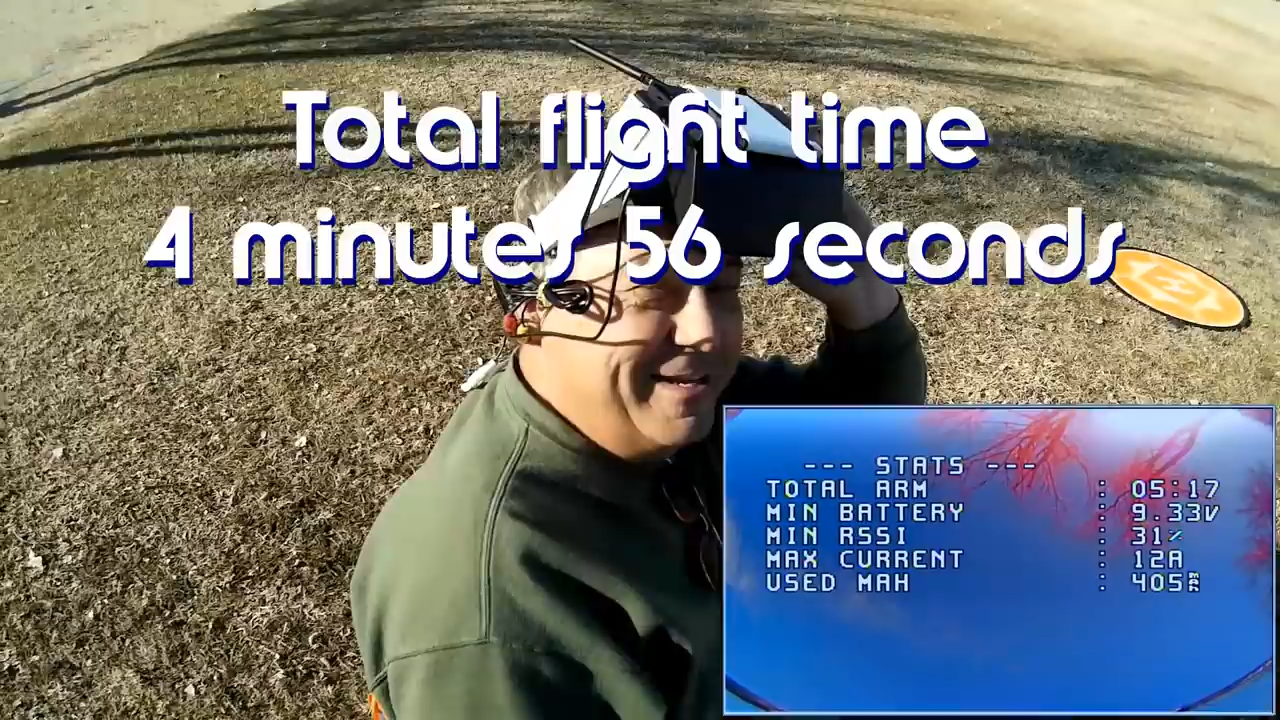 Total flight time
4 minutes 56 seconds
--- STATS ---
TOTAL ARM : 05:17
MIN BATTERY : 9.33V
MIN RSSI : 31%
MAX CURRENT : 12A
USED MAH : 405MAH